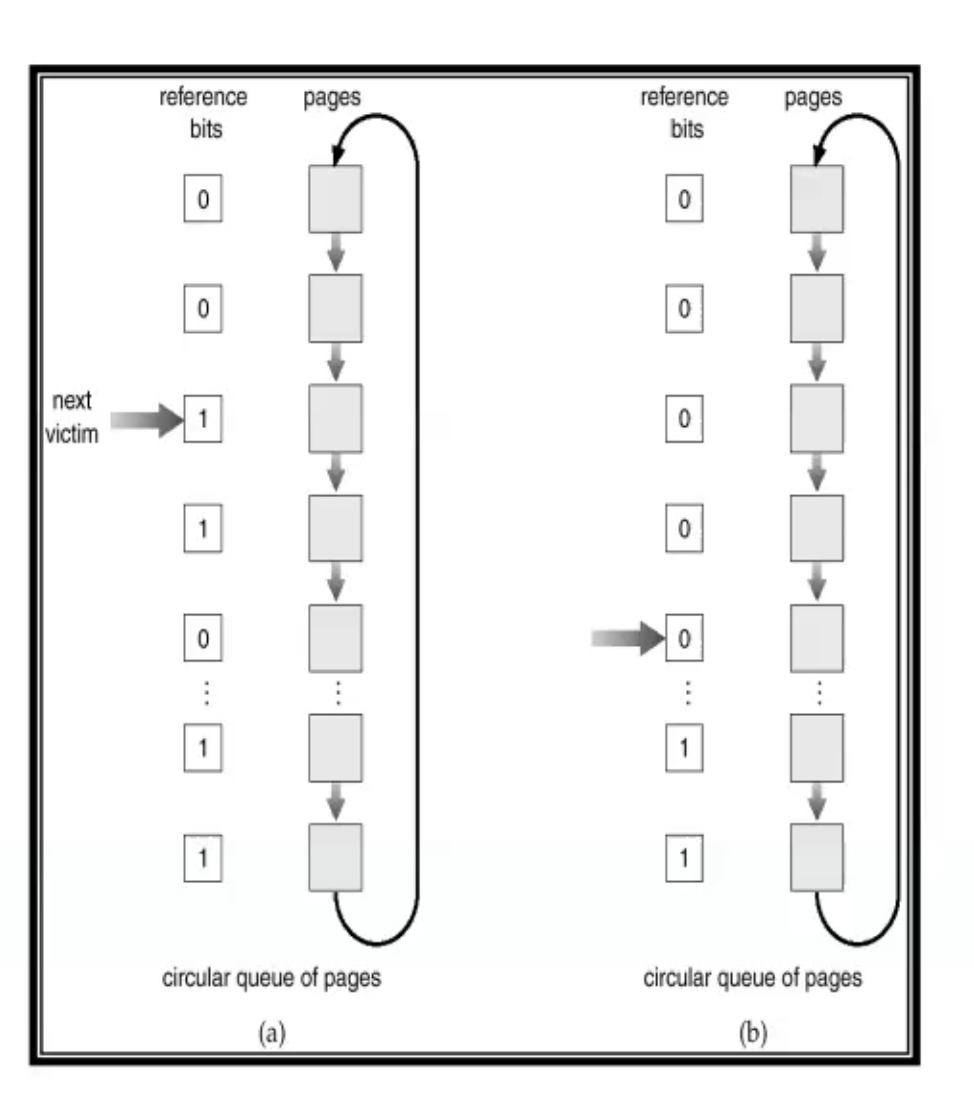 reference pages
bits
0
0
next
victim
1
1
0
⋮ ⋮
1
1
circular queue of pages
(a)
reference pages
bits
0
0
0
0
0
⋮ ⋮
1
1
circular queue of pages
(b)